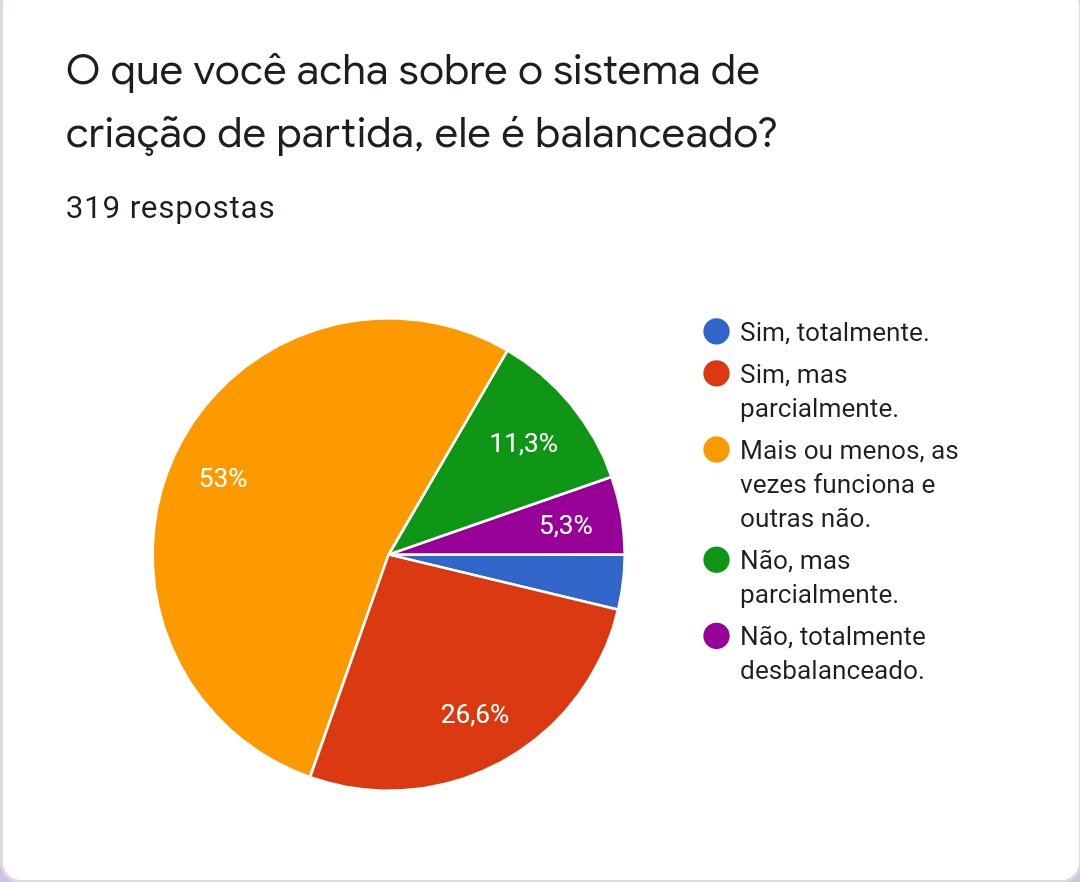 O que você acha sobre o sistema de
criação de partida, ele é balanceado?
319 respostas
53%
11,3%
5,3%
26,6%
Sim, totalmente.
Sim, mas
parcialmente.
Mais ou menos, as
vezes funciona e
outras não.
Não, mas
parcialmente.
Não, totalmente
desbalanceado.